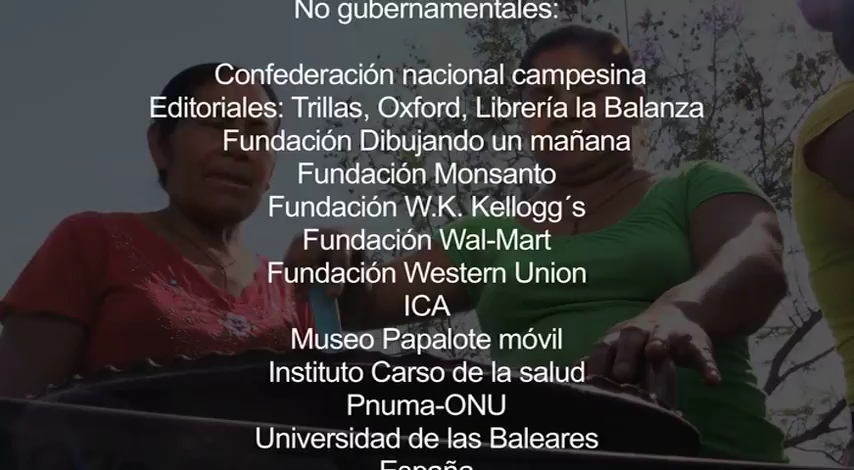 No gubernamentales:
Confederación nacional campesina
Editoriales: Trillas, Oxford, Librería la Balanza
Fundación Dibujando un mañana
Fundación Monsanto
Fundación W.K. Kellogg´s
Fundación Wal-Mart
Fundación Western Union
ICA
Museo Papalote móvil
Instituto Carso de la salud
Pnuma-ONU
Universidad de las Baleares
España